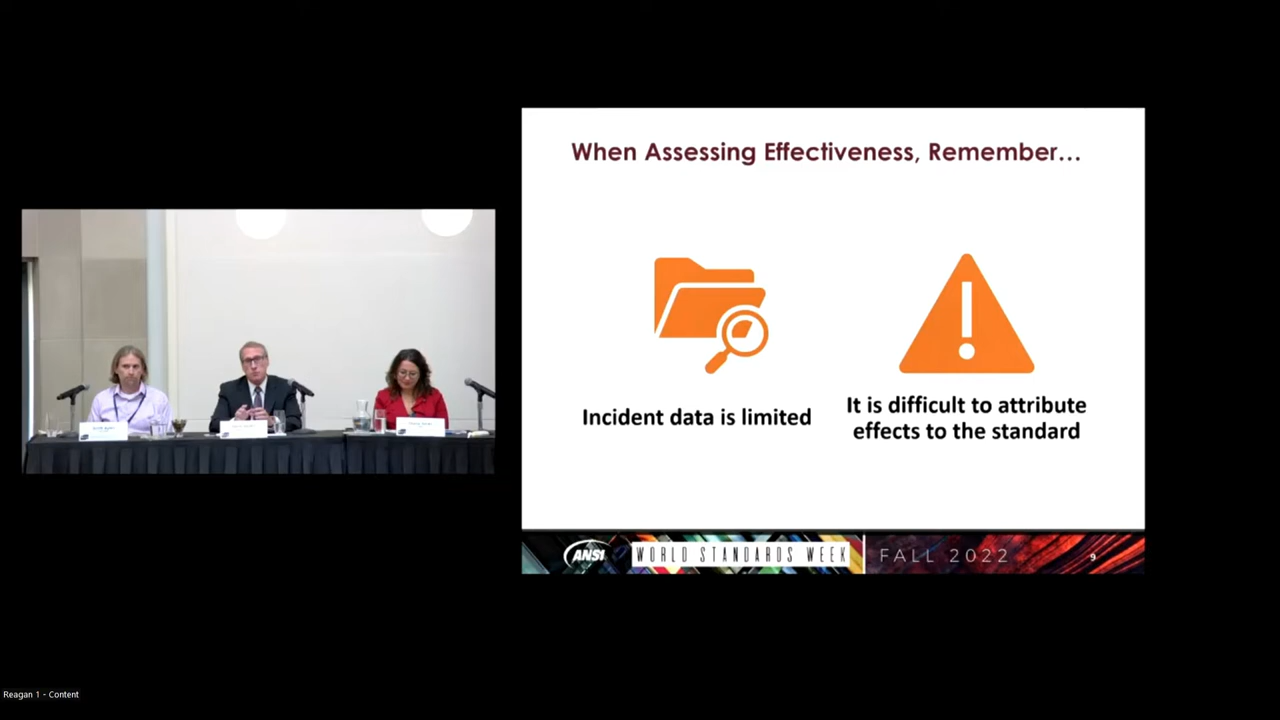 When Assessing Effectiveness, Remember...
Incident data is limited
It is difficult to attribute
effects to the standard
ANSI
WORLD STANDARDS WEEK
FALL 2022
9
Reagan 1 - Content